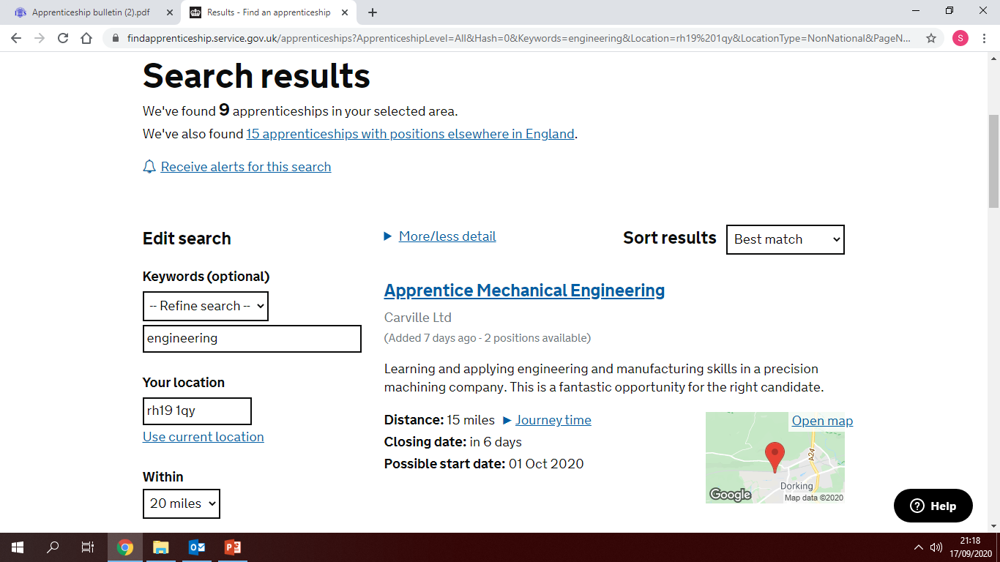 Apprenticeship bulletin (2).pdf
Results - Find an apprenticeship
findapprenticeship.service.gov.uk/apprenticeships?ApprenticeshipLevel=All&Hash=0&Keywords=engineering&Location=rh19%201qy&LocationType=NonNational&PageN...
S
Search results
We've found 9 apprenticeships in your selected area.
We've also found 15 apprenticeships with positions elsewhere in England.
Receive alerts for this search
Edit search
More/less detail
Sort results
Best match
Keywords (optional)
-- Refine search --
engineering
Your location
rh19 1qy
Use current location
Within
20 miles
Apprentice Mechanical Engineering
Carville Ltd
(Added 7 days ago - 2 positions available)
Learning and applying engineering and manufacturing skills in a precision
machining company. This is a fantastic opportunity for the right candidate.
Distance: 15 miles Journey time
Closing date: in 6 days
Possible start date: 01 Oct 2020
Open map
A24
Dorking
Google
Map data ©2020
Help
21:18
17/09/2020